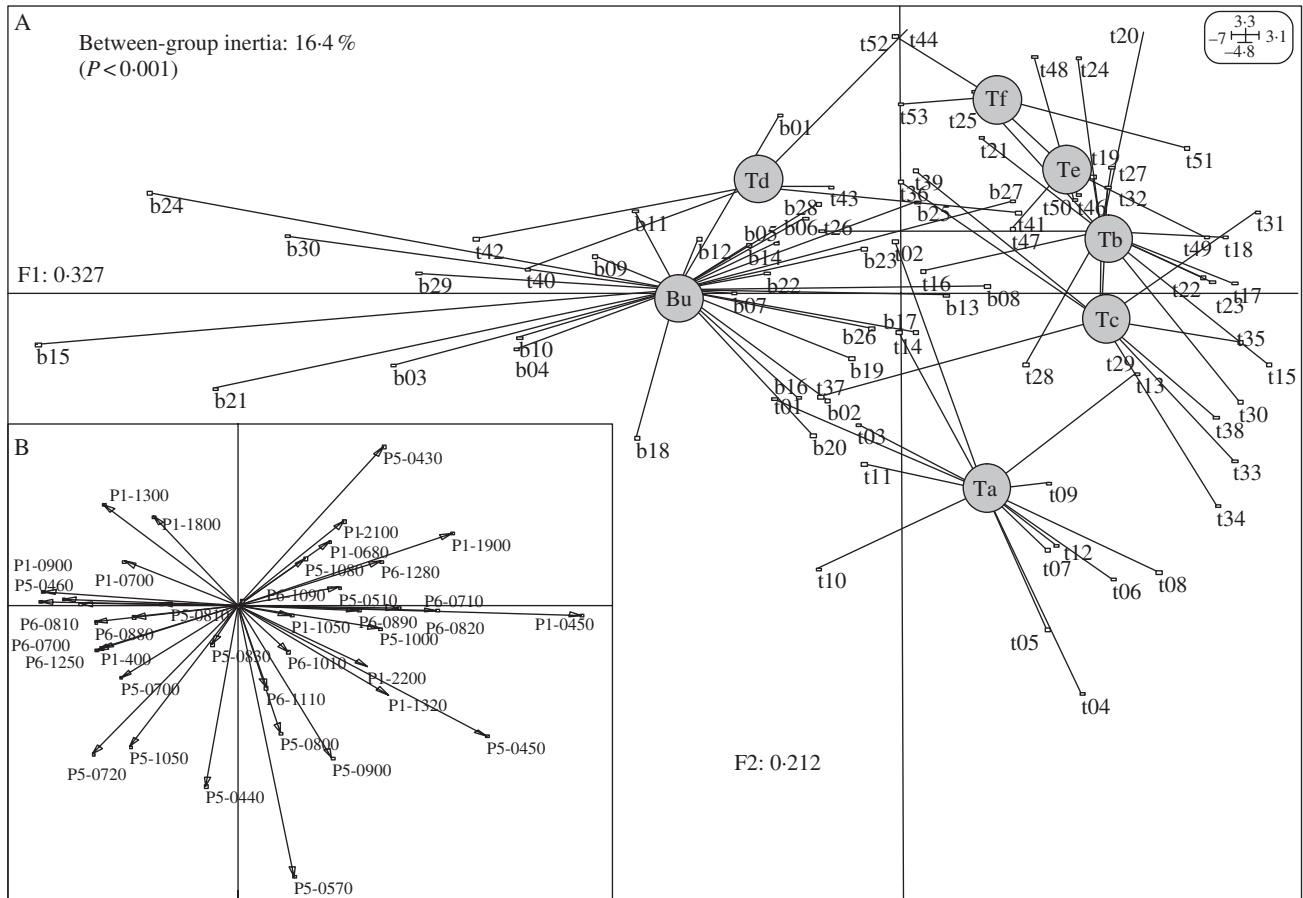 A
Between-group inertia: 16·4 %
(P < 0·001)
3·3
–7 3·1
–4·8
t52 t44 t20
t48 t24
Tf
t53 t25
b01
t21 t51
t19
Te t27
Td
t39
t36 b27 t32
t43
b24 b28 b25 t50 t46
b11 b06 t26 t41 t31
b30 t42 b05 t47 Tb t49 t18
b12 b14 t02
b09 b23
F1: 0·327
b29 t40 b22 t16 t22 t17
Bu b07 b13 b08 t23
b17 Tc
b15 b10 b26 t14 t35
b04 b19 t28 t29 t15
b03 t13
b21 b16 t37
t01 b02 t30
t03 t38
b18 b20
t11 t33
Ta t09
t34
t12
t10 t07 t06 t08
t05
t04
F2: 0·212
B
P5-0430
P1-1300
P1-1800 P1-2100
P1-1900
P1-0680
P1-0900 P1-0700 P5-1080 P6-1280
P5-0460
P6-1090 P5-0510 P6-0710
P6-0810 P5-0810 P6-0890
P6-0880 P1-1050 P6-0820 P1-0450
P6-0700 P5-1000
P6-1250 P1-400 P5-0830 P6-1010
P1-2200
P5-0700 P6-1110 P1-1320
P5-1050 P5-0800 P5-0450
P5-0720 P5-0900
P5-0440
P5-0570